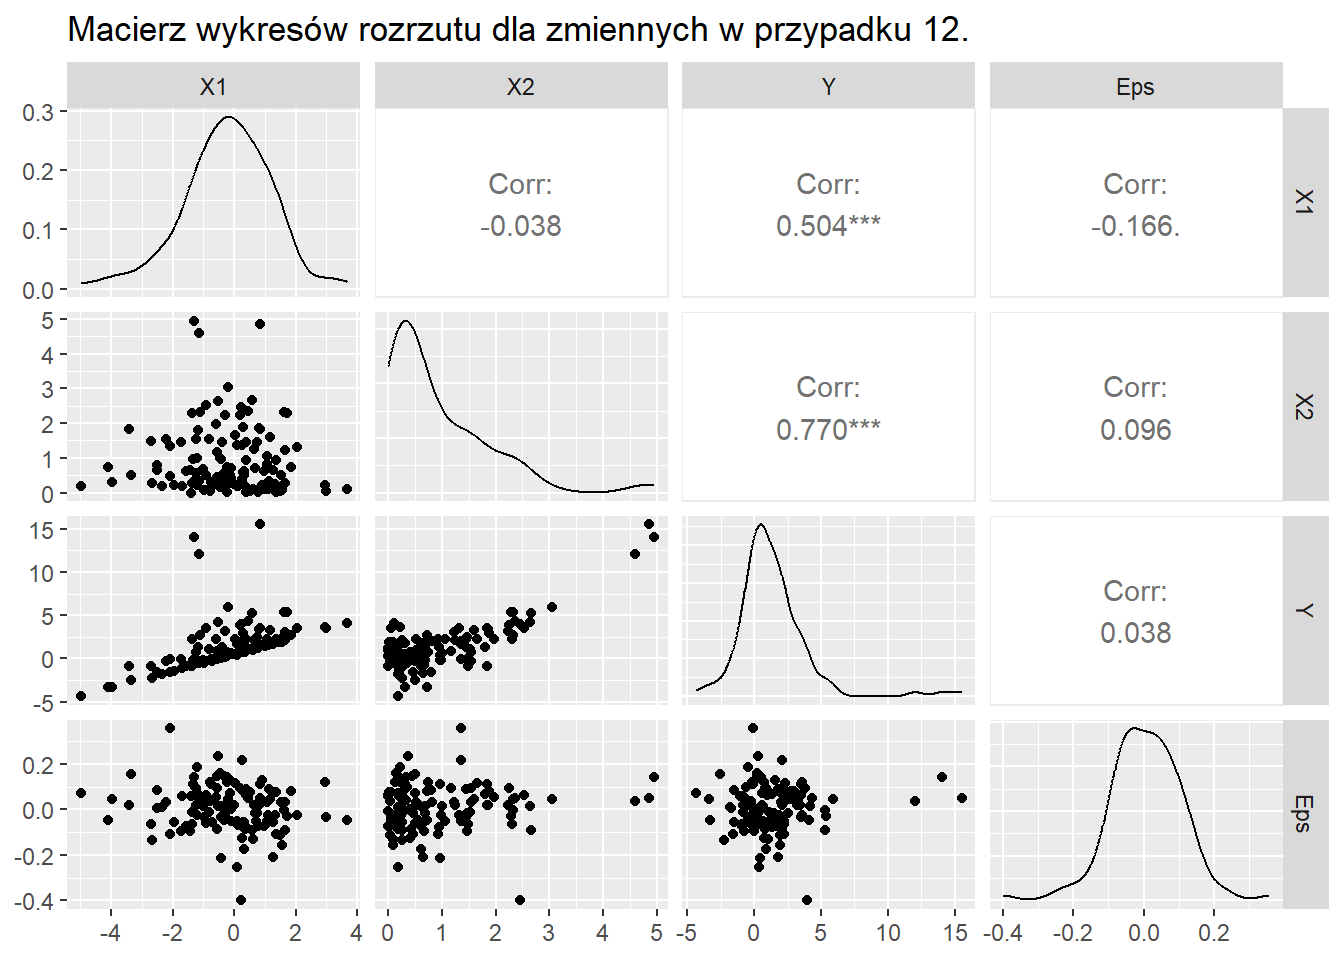 Macierz wykresów rozrzutu dla zmiennych w przypadku 12.
X1 X2 Y Eps
0.3
0.2
0.1
0.0
Corr:
-0.038
Corr:
0.504***
Corr:
-0.166.
X1
5
4
3
2
1
0
Corr:
0.770***
Corr:
0.096
X2
15
10
5
0
-5
Corr:
0.038
Y
0.2
0.0
-0.2
-0.4
Eps
-4 -2 0 2 4
0 1 2 3 4 5
-5 0 5 10 15
-0.4 -0.2 0.0 0.2